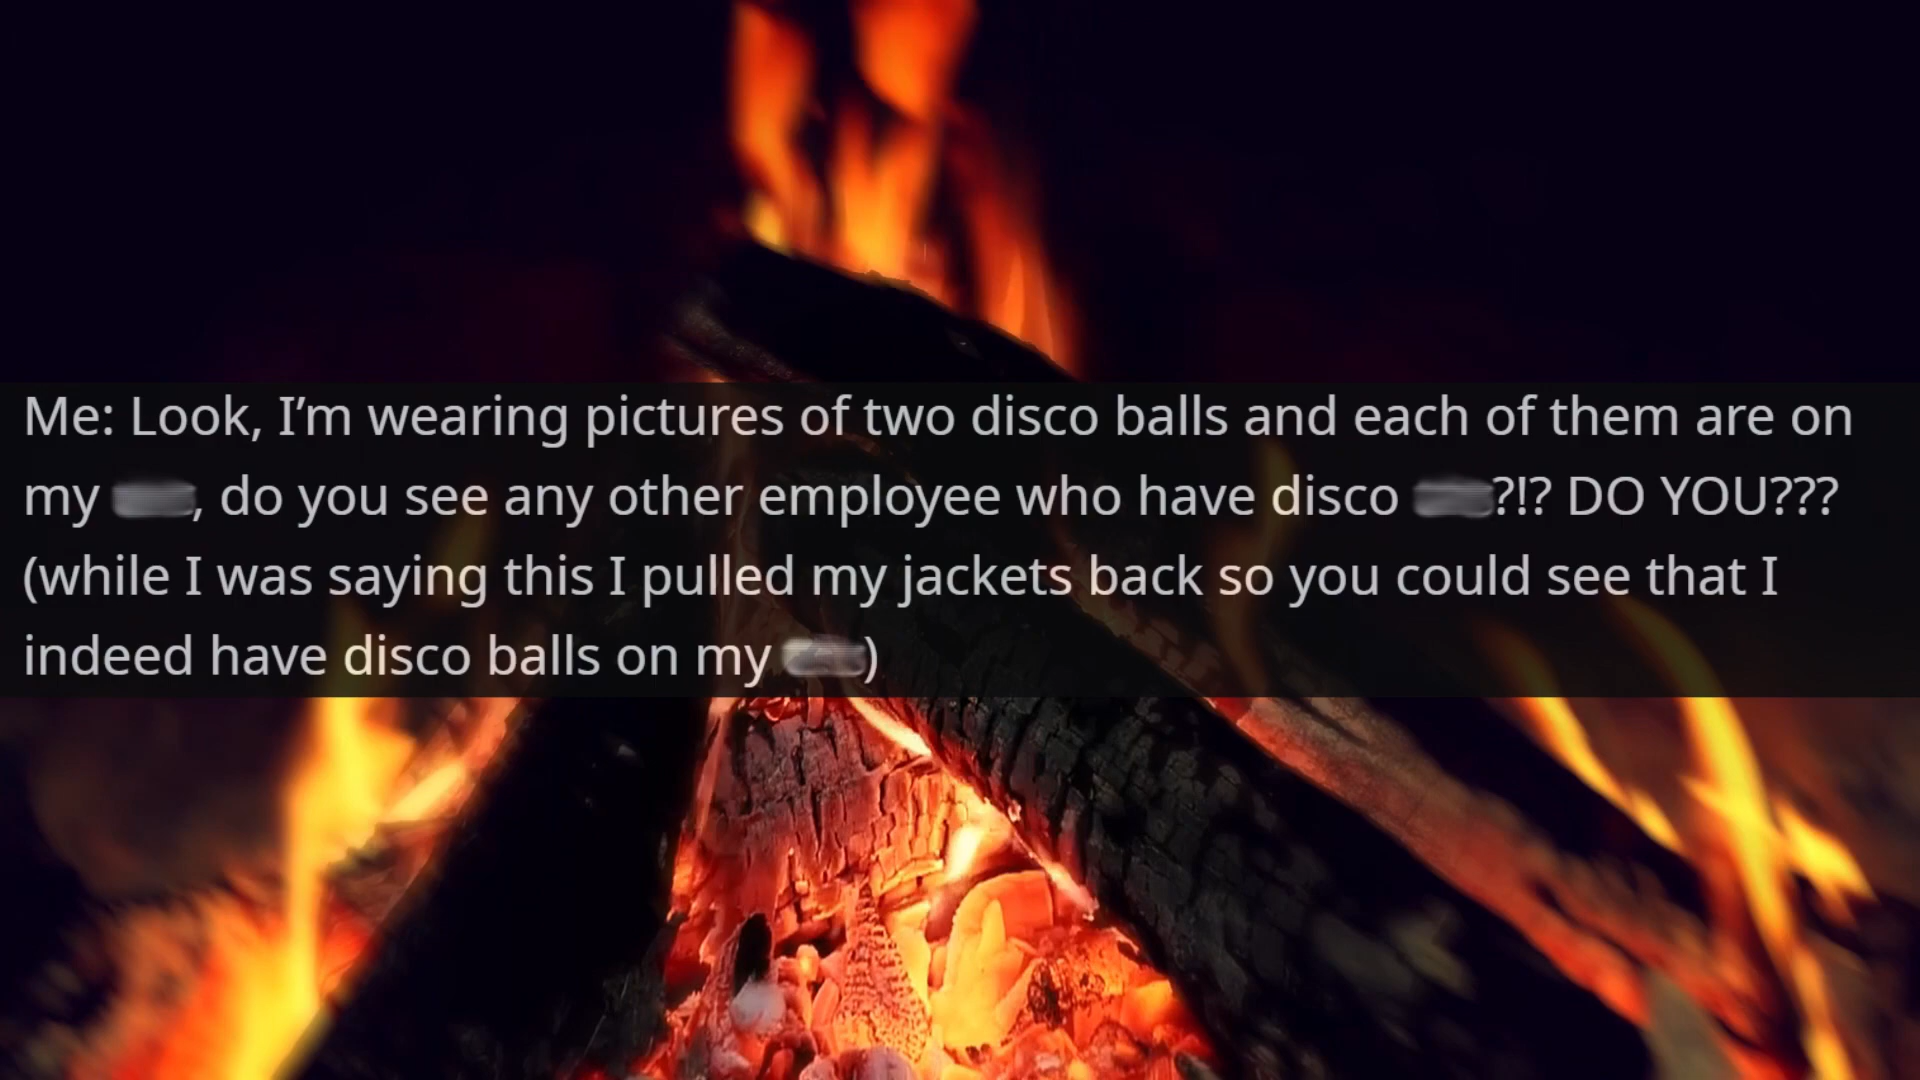 Me: Look, I’m wearing pictures of two disco balls and each of them are on
my , do you see any other employee who have disco ?!? DO YOU???
(while I was saying this I pulled my jackets back so you could see that I
indeed have disco balls on my )